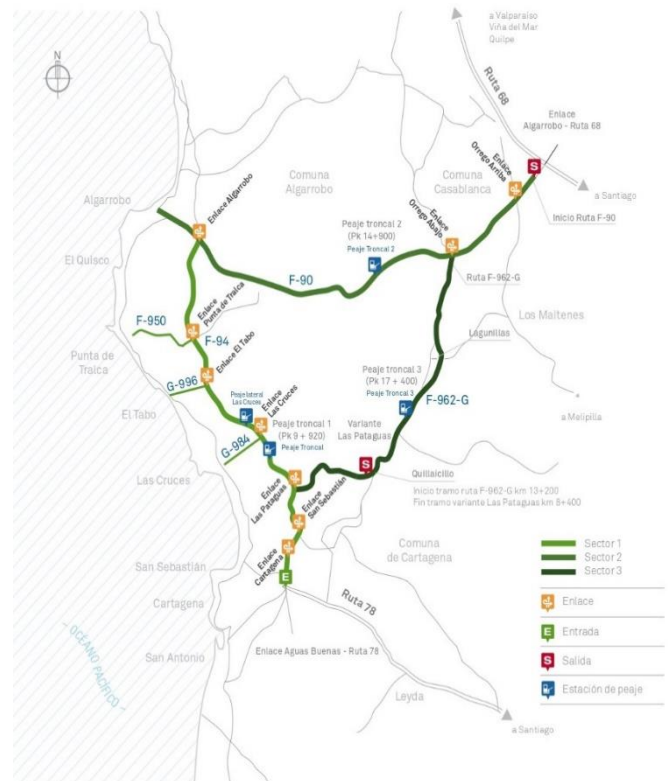 a Valparaíso
Viña del Mar
Quilpe
N
Ruta 68
Enlace
Algarrobo - Ruta 68
Enlace
Orrego Arriba
S
a Santiago
Comuna
Algarrobo
Comuna
Casablanca
Inicio Ruta F-90
Algarrobo
Enlace Algarrobo
Peaje troncal 2
(Pk 14+900)
Peaje Troncal 2
Enlace
Orrego Abajo
El Quisco
F-90
Ruta F-962-G
F-950
Enlace
Punta de Tralca
F-94
Los Maitenes
Lagunillas
Punta de
Tralca
Enlace El Tabo
G-996
Peaje troncal 3
(Pk 17 + 400)
Peaje Troncal 3
F-962-G
El Tabo
Peaje lateral
Las Cruces
Enlace
Las Cruces
Peaje troncal 1
(Pk 9 + 920)
Peaje Troncal
Variante
Las Pataguas
a Melipilla
G-984
Las Cruces
Enlace
Las Pataguas
S
Quillaicillo
Inicio tramo ruta F-962-G km 13+200
Fin tramo variante Las Pataguas km 8+400
Enlace
San Sebastián
Enlace
Cartagena
Comuna
de Cartagena
San Sebastián
E
Cartagena
Ruta 78
San Antonio
Enlace Aguas Buenas - Ruta 78
- OCÉANO PACÍFICO -
Leyda
a Santiago
Sector 1
Sector 2
Sector 3
Enlace
E
Entrada
S
Salida
Estación de peaje